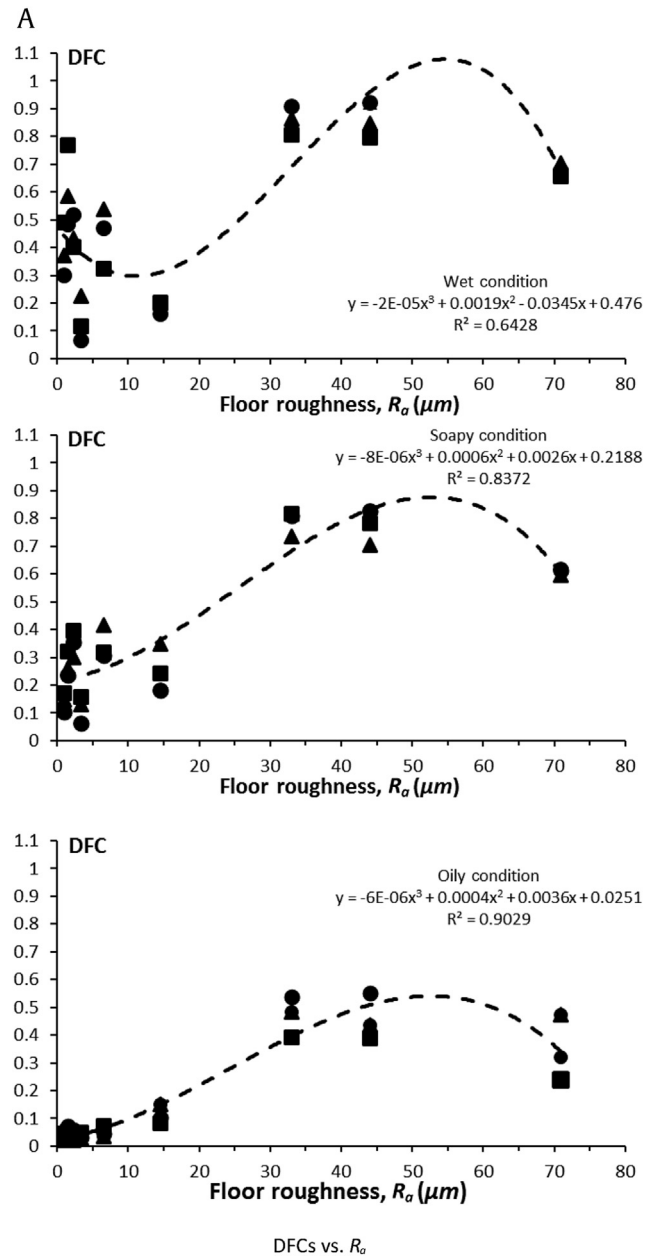 A
DFC
1.1
1
0.9
0.8
0.7
0.6
0.5
0.4
0.3
0.2
0.1
0
Wet condition
y = -2E-05x³ + 0.0019x² - 0.0345x + 0.476
R² = 0.6428
0 10 20 30 40 50 60 70 80
Floor roughness, Ra (μm)
DFC
1.1
1
0.9
0.8
0.7
0.6
0.5
0.4
0.3
0.2
0.1
0
Soapy condition
y = -8E-06x³ + 0.0006x² + 0.0026x + 0.2188
R² = 0.8372
0 10 20 30 40 50 60 70 80
Floor roughness, Ra (μm)
DFC
1.1
1
0.9
0.8
0.7
0.6
0.5
0.4
0.3
0.2
0.1
0
Oily condition
y = -6E-06x³ + 0.0004x² + 0.0036x + 0.0251
R² = 0.9029
0 10 20 30 40 50 60 70 80
Floor roughness, Ra (μm)
DFCs vs. Ra